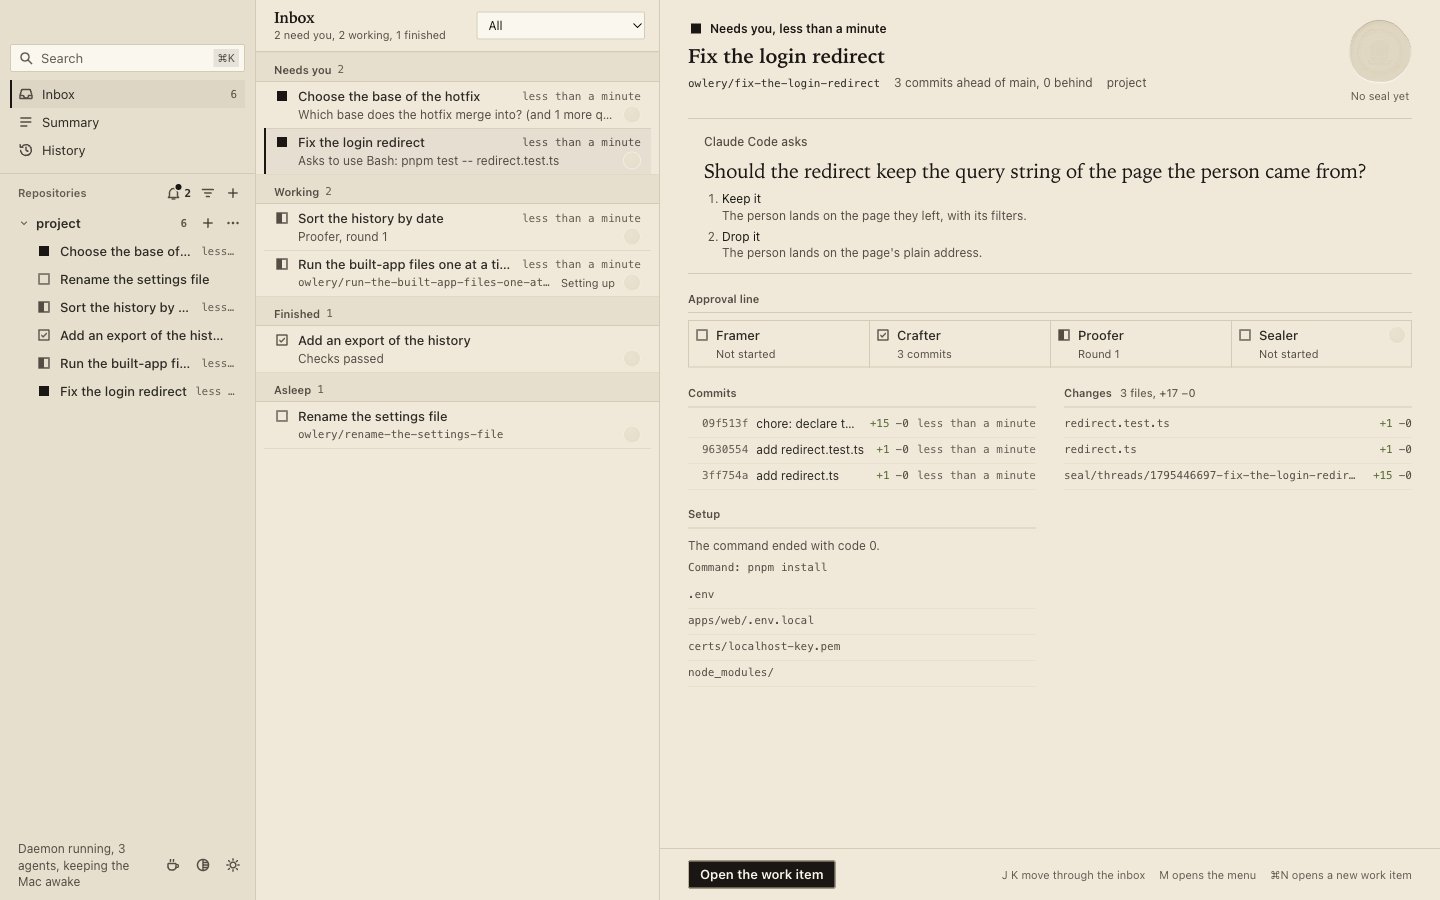 Search ⌘K
Inbox 6
Summary
History
Repositories 2
project 6
Choose the base of... less...
Rename the settings file
Sort the history by ... less...
Add an export of the hist...
Run the built-app fi... less...
Fix the login redirect less ...
Daemon running, 3
agents, keeping the
Mac awake
Inbox
2 need you, 2 working, 1 finished
All
Needs you 2
Choose the base of the hotfix less than a minute
Which base does the hotfix merge into? (and 1 more q...
Fix the login redirect less than a minute
Asks to use Bash: pnpm test -- redirect.test.ts
Working 2
Sort the history by date less than a minute
Proofer, round 1
Run the built-app files one at a ti... less than a minute
owlery/run-the-built-app-files-one-at... Setting up
Finished 1
Add an export of the history
Checks passed
Asleep 1
Rename the settings file
owlery/rename-the-settings-file
Needs you, less than a minute
Fix the login redirect
owlery/fix-the-login-redirect 3 commits ahead of main, 0 behind project
No seal yet
Claude Code asks
Should the redirect keep the query string of the page the person came from?
1. Keep it
The person lands on the page they left, with its filters.
2. Drop it
The person lands on the page's plain address.
Approval line
Framer
Not started
Crafter
3 commits
Proofer
Round 1
Sealer
Not started
Commits
09f513f chore: declare t... +15 −0 less than a minute
9630554 add redirect.test.ts +1 −0 less than a minute
3ff754a add redirect.ts +1 −0 less than a minute
Changes 3 files, +17 −0
redirect.test.ts +1 −0
redirect.ts +1 −0
seal/threads/1795446697-fix-the-login-redir... +15 −0
Setup
The command ended with code 0.
Command: pnpm install
.env
apps/web/.env.local
certs/localhost-key.pem
node_modules/
Open the work item
J K move through the inbox M opens the menu ⌘N opens a new work item